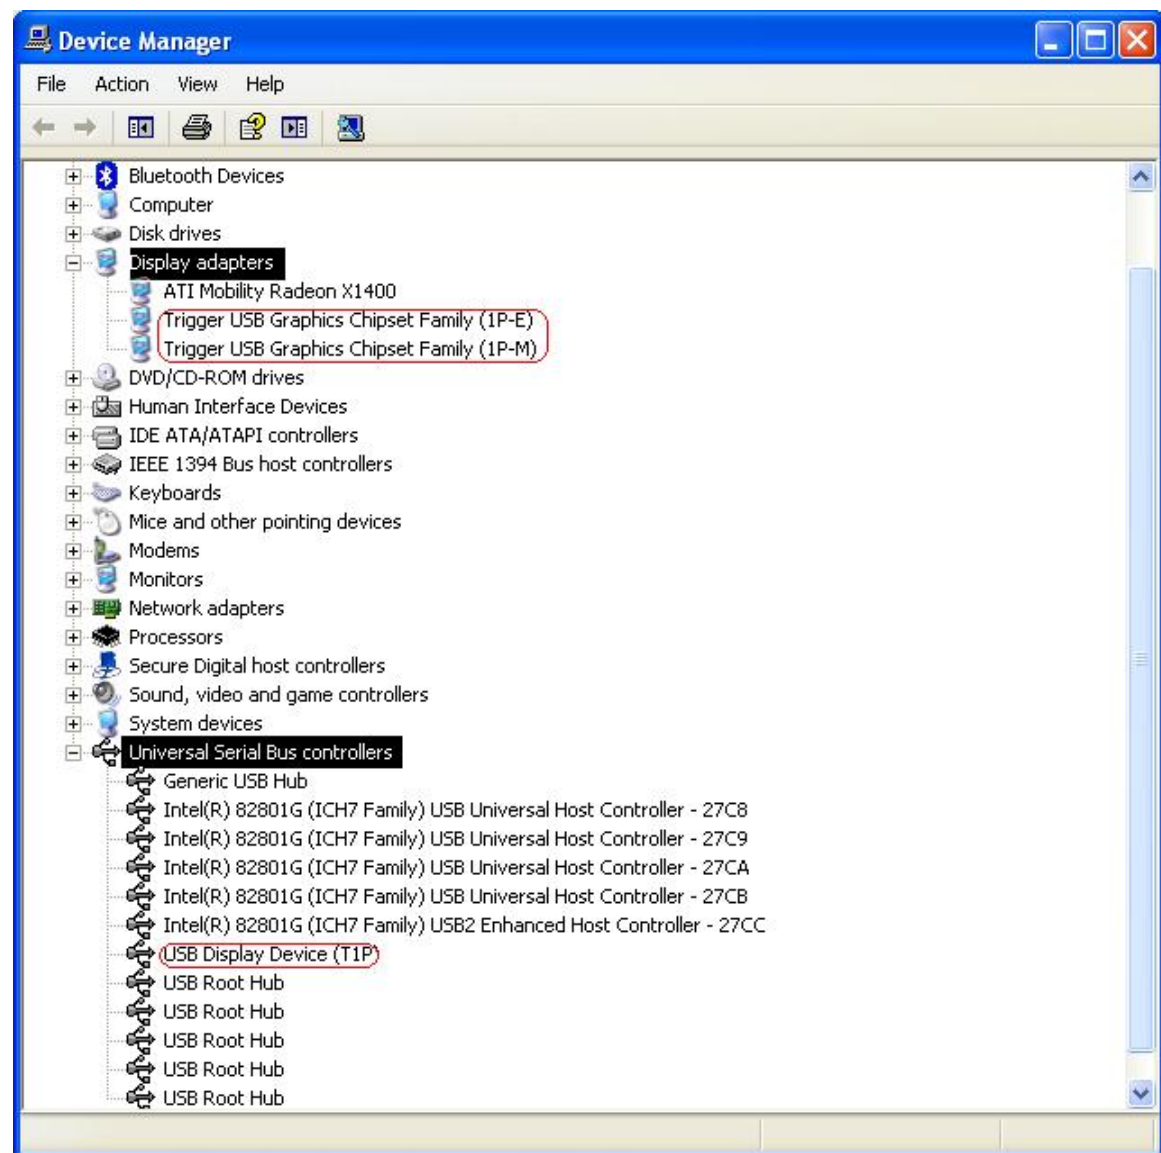 Device Manager
File Action View Help
Bluetooth Devices
Computer
Disk drives
Display adapters
ATI Mobility Radeon X1400
Trigger USB Graphics Chipset Family (1P-E)
Trigger USB Graphics Chipset Family (1P-M)
DVD/CD-ROM drives
Human Interface Devices
IDE ATA/ATAPI controllers
IEEE 1394 Bus host controllers
Keyboards
Mice and other pointing devices
Modems
Monitors
Network adapters
Processors
Secure Digital host controllers
Sound, video and game controllers
System devices
Universal Serial Bus controllers
Generic USB Hub
Intel(R) 82801G (ICH7 Family) USB Universal Host Controller - 27C8
Intel(R) 82801G (ICH7 Family) USB Universal Host Controller - 27C9
Intel(R) 82801G (ICH7 Family) USB Universal Host Controller - 27CA
Intel(R) 82801G (ICH7 Family) USB Universal Host Controller - 27CB
Intel(R) 82801G (ICH7 Family) USB2 Enhanced Host Controller - 27CC
USB Display Device (T1P)
USB Root Hub
USB Root Hub
USB Root Hub
USB Root Hub
USB Root Hub